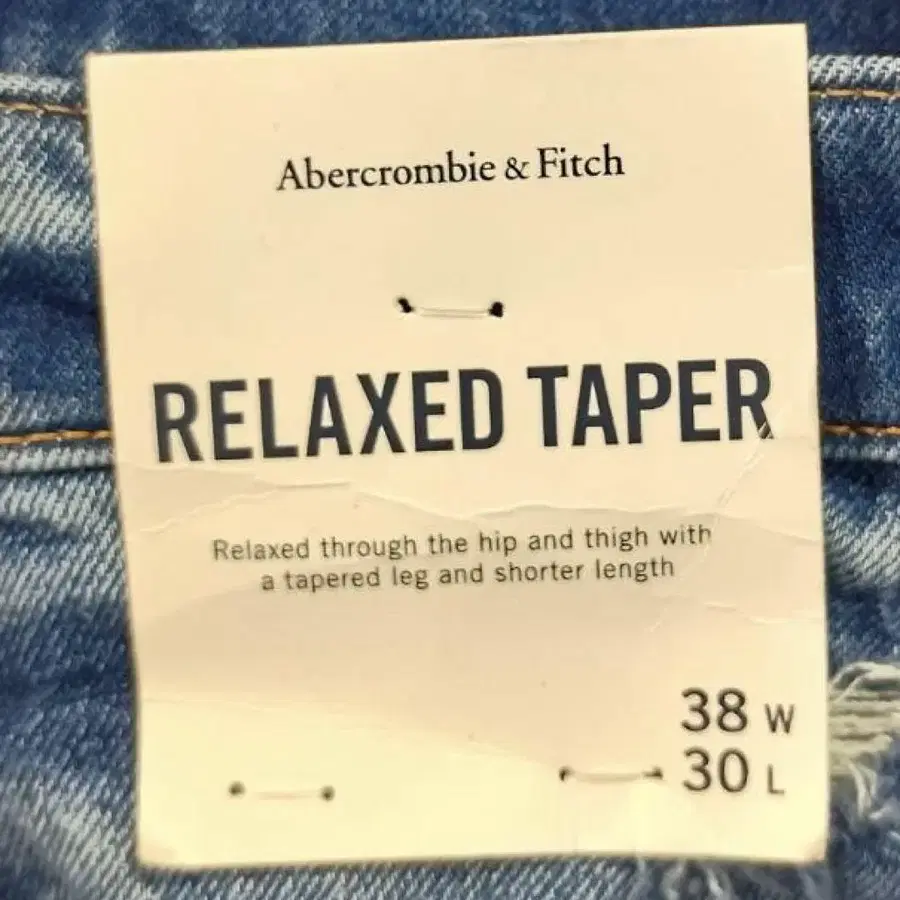 Abercrombie & Fitch
RELAXED TAPER
Relaxed through the hip and thigh with
a tapered leg and shorter length
38 W
30 L